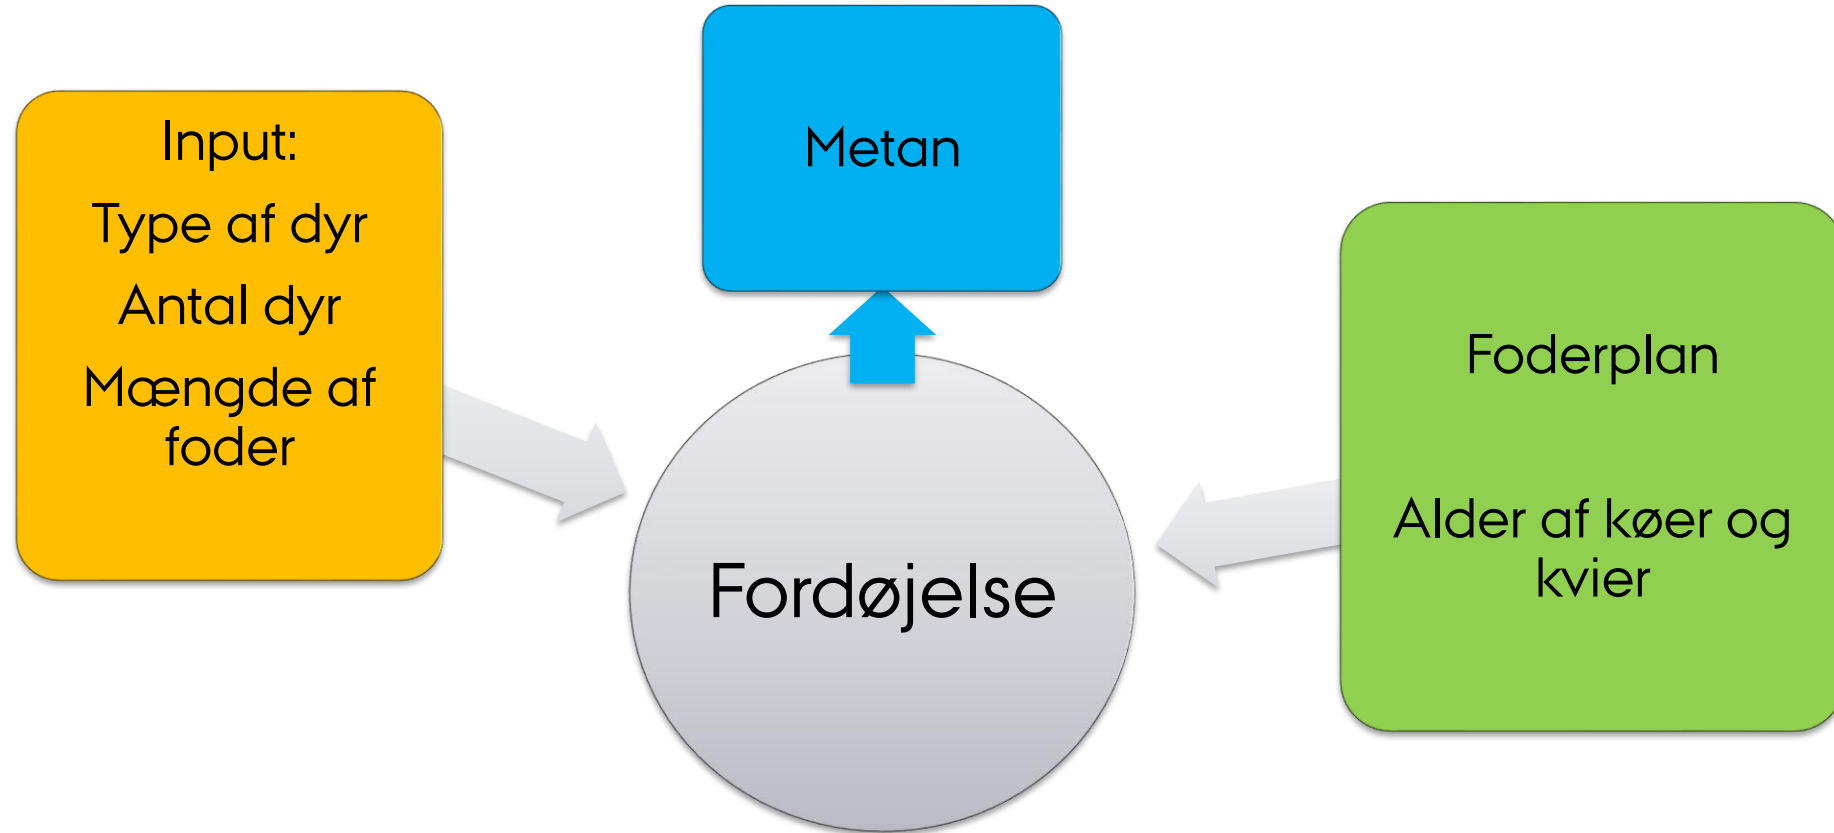 Input:
Type af dyr
Antal dyr
Mængde af
foder
Metan
Fordøjelse
Foderplan
Alder af køer og
kvier